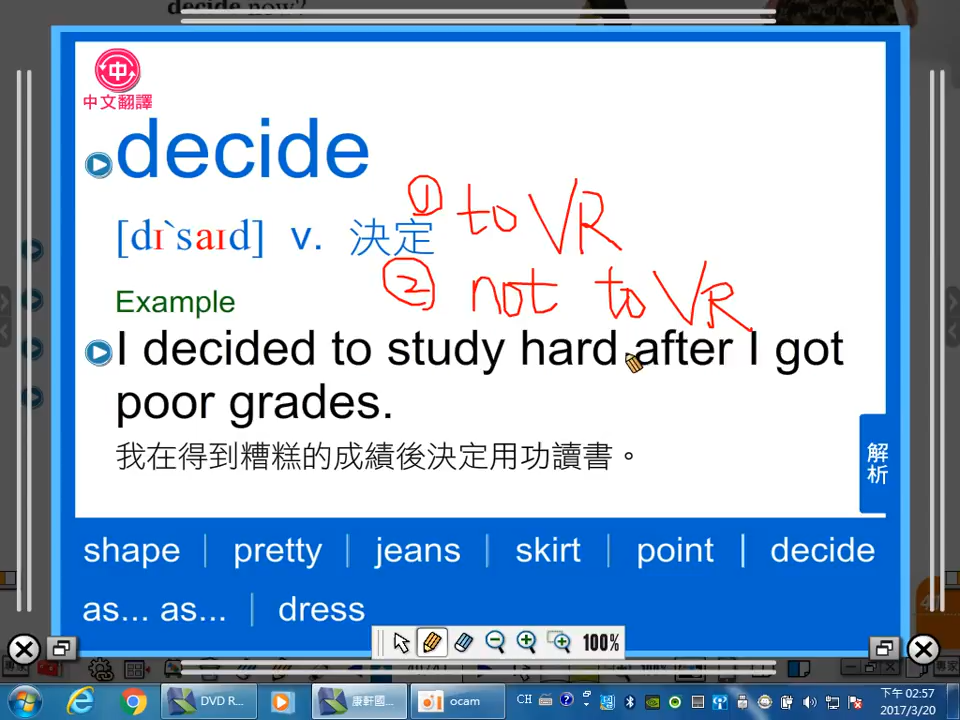 decide now?
中
中文翻譯
decide
① to VR
[dɪˋsaɪd] v. 決定
② not to VR
Example
I decided to study hard after I got
poor grades.
我在得到糟糕的成績後決定用功讀書。
解析
shape | pretty | jeans | skirt | point | decide
as... as... | dress
100%
DVD R...
康軒國...
ocam
CH
下午 02:57
2017/3/20